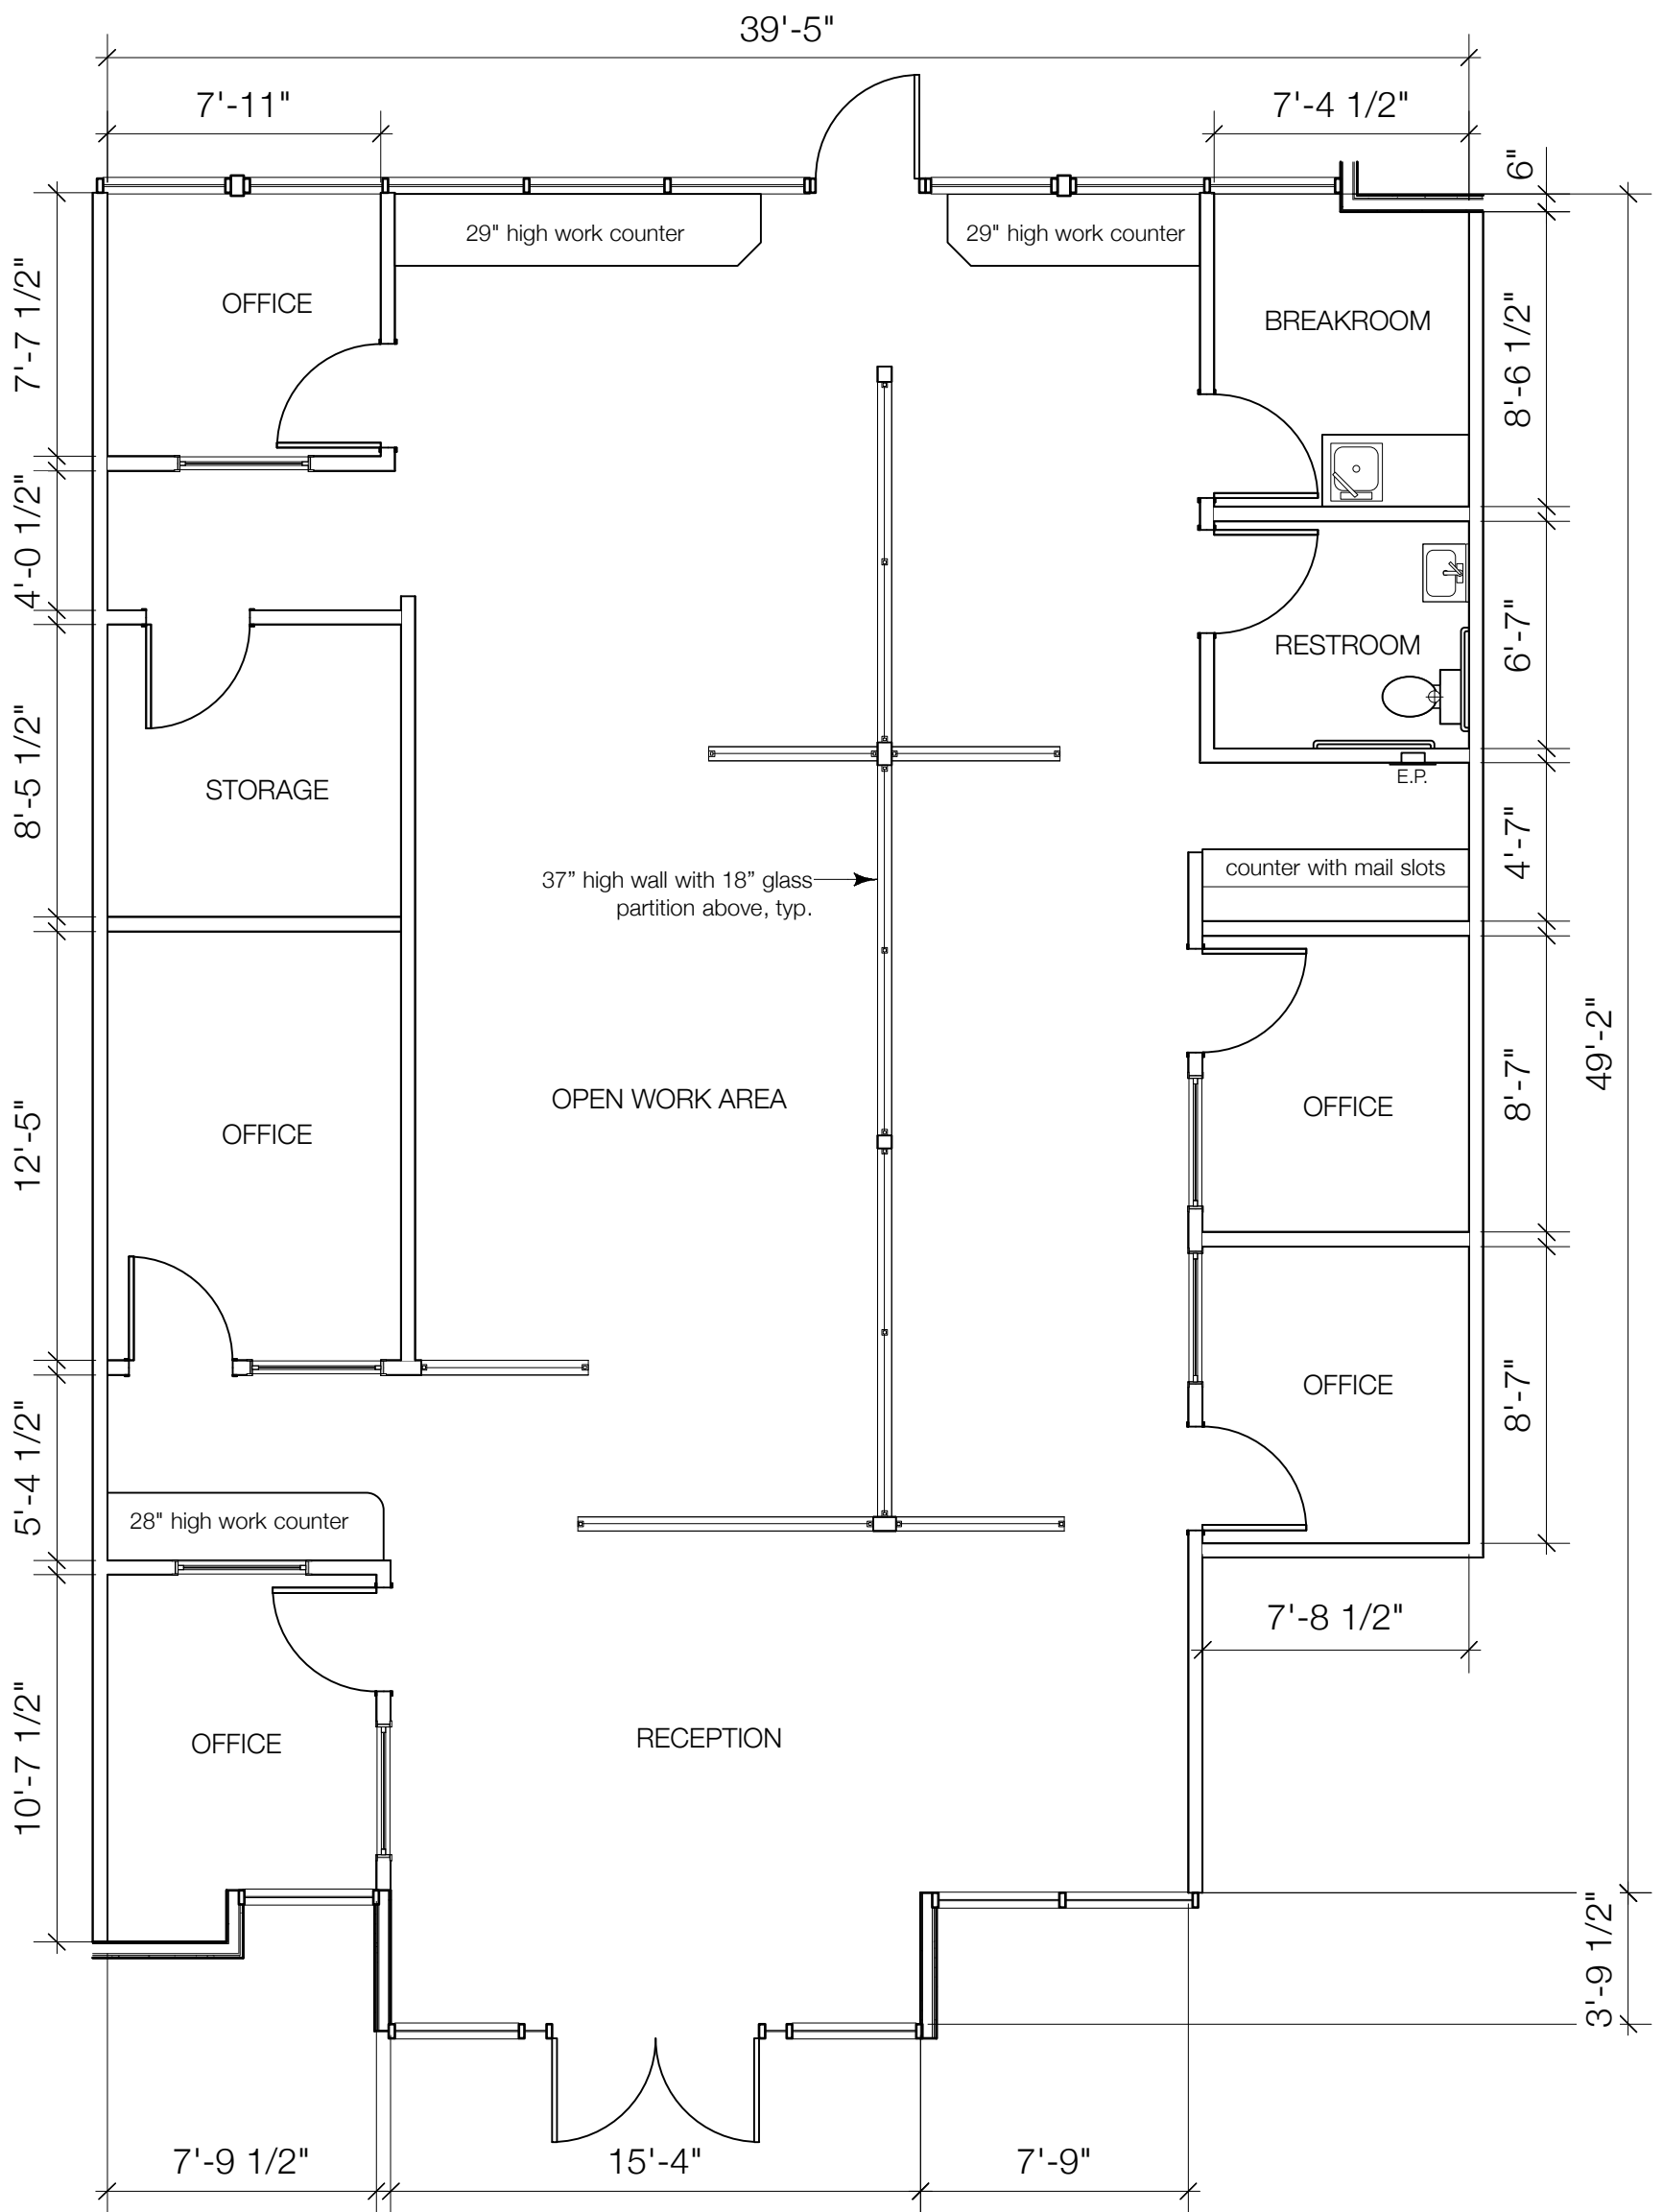 39'-5"
7'-11"
7'-4 1/2"
6"
29" high work counter
29" high work counter
OFFICE
BREAKROOM
7'-7 1/2"
8'-6 1/2"
4'-0 1/2"
RESTROOM
6'-7"
STORAGE
8'-5 1/2"
E.P.
4'-7"
37” high wall with 18” glass
partition above, typ.
counter with mail slots
49'-2"
OPEN WORK AREA
OFFICE
OFFICE
12'-5"
8'-7"
OFFICE
8'-7"
5'-4 1/2"
28" high work counter
7'-8 1/2"
OFFICE
RECEPTION
10'-7 1/2"
3'-9 1/2"
7'-9 1/2"
15'-4"
7'-9"